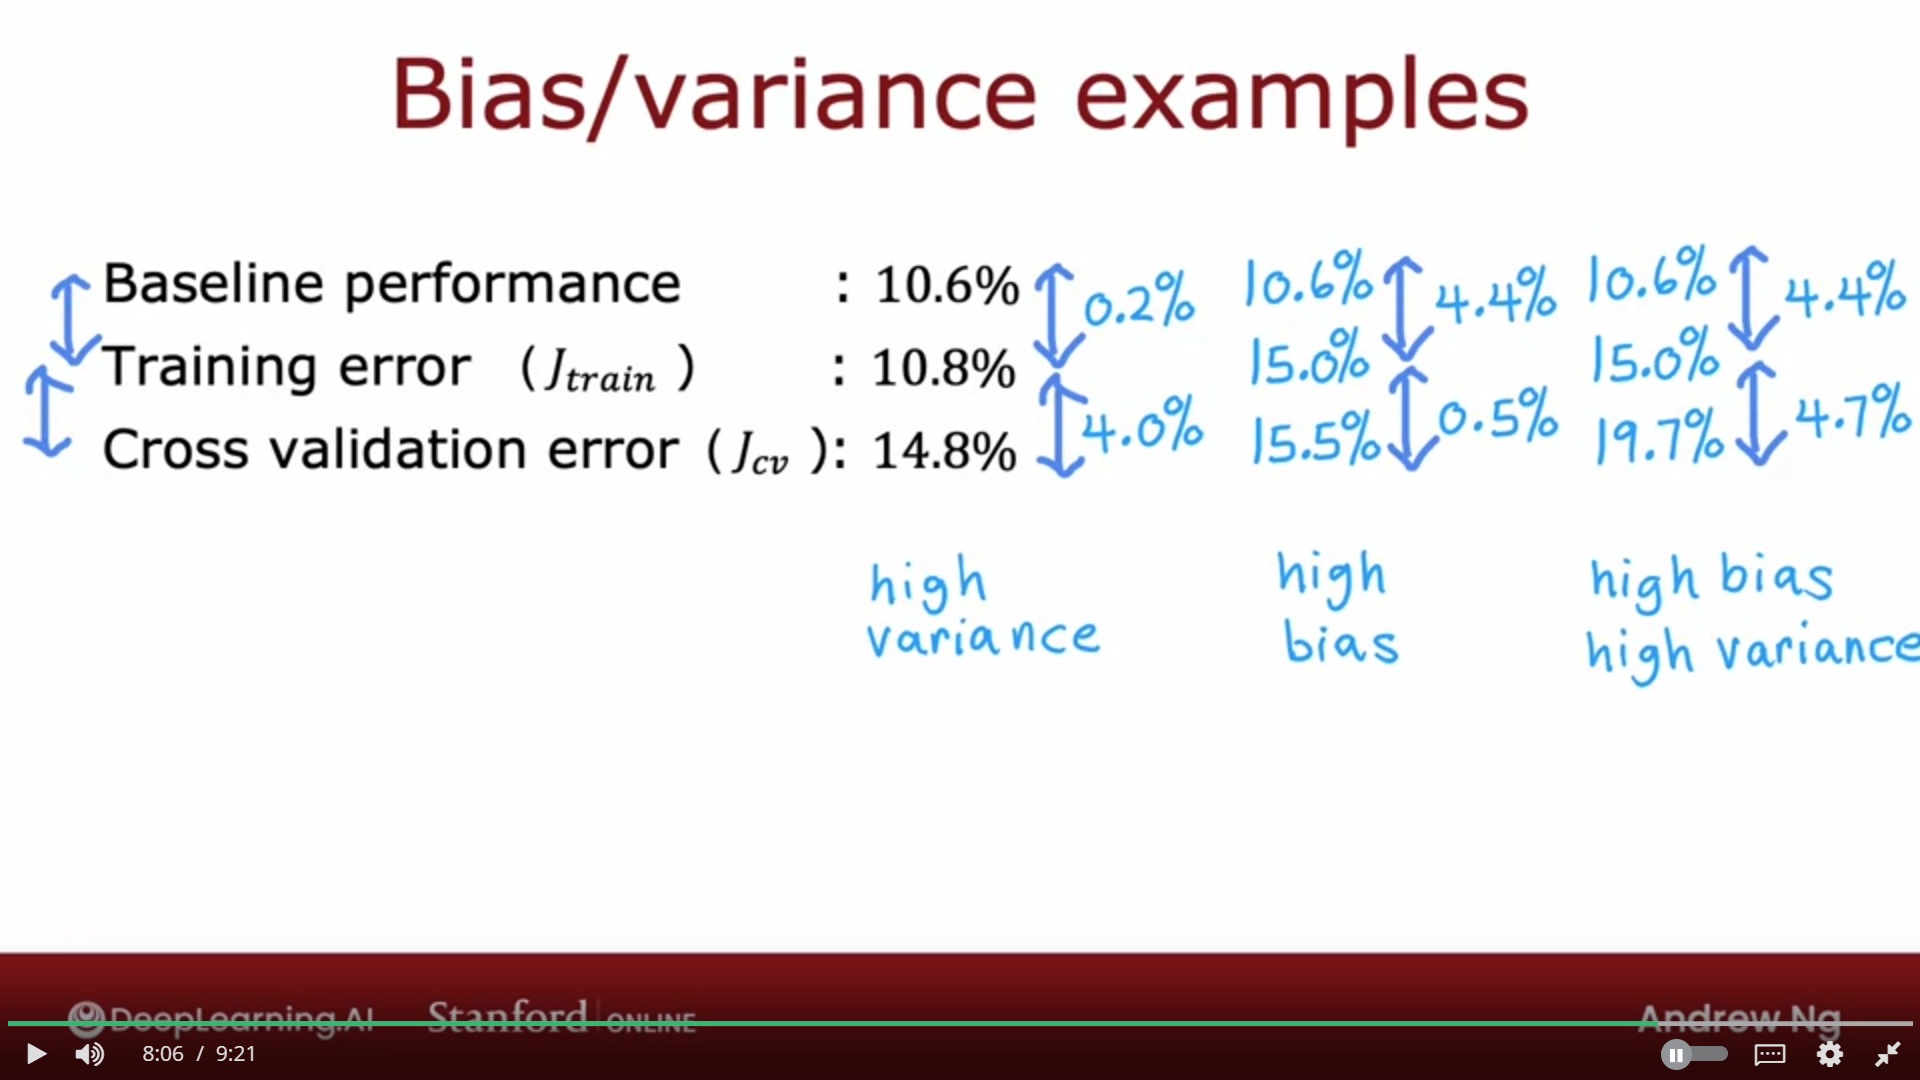 Bias/variance examples
Baseline performance : 10.6% 0.2% 10.6% 4.4% 10.6% 4.4%
Training error (J_train) : 10.8% 15.0% 15.0%
Cross validation error (J_cv): 14.8% 4.0% 15.5% 0.5% 19.7% 4.7%
high variance
high bias
high bias
high variance
DeepLearning.AI Stanford ONLINE Andrew Ng
8:06 / 9:21